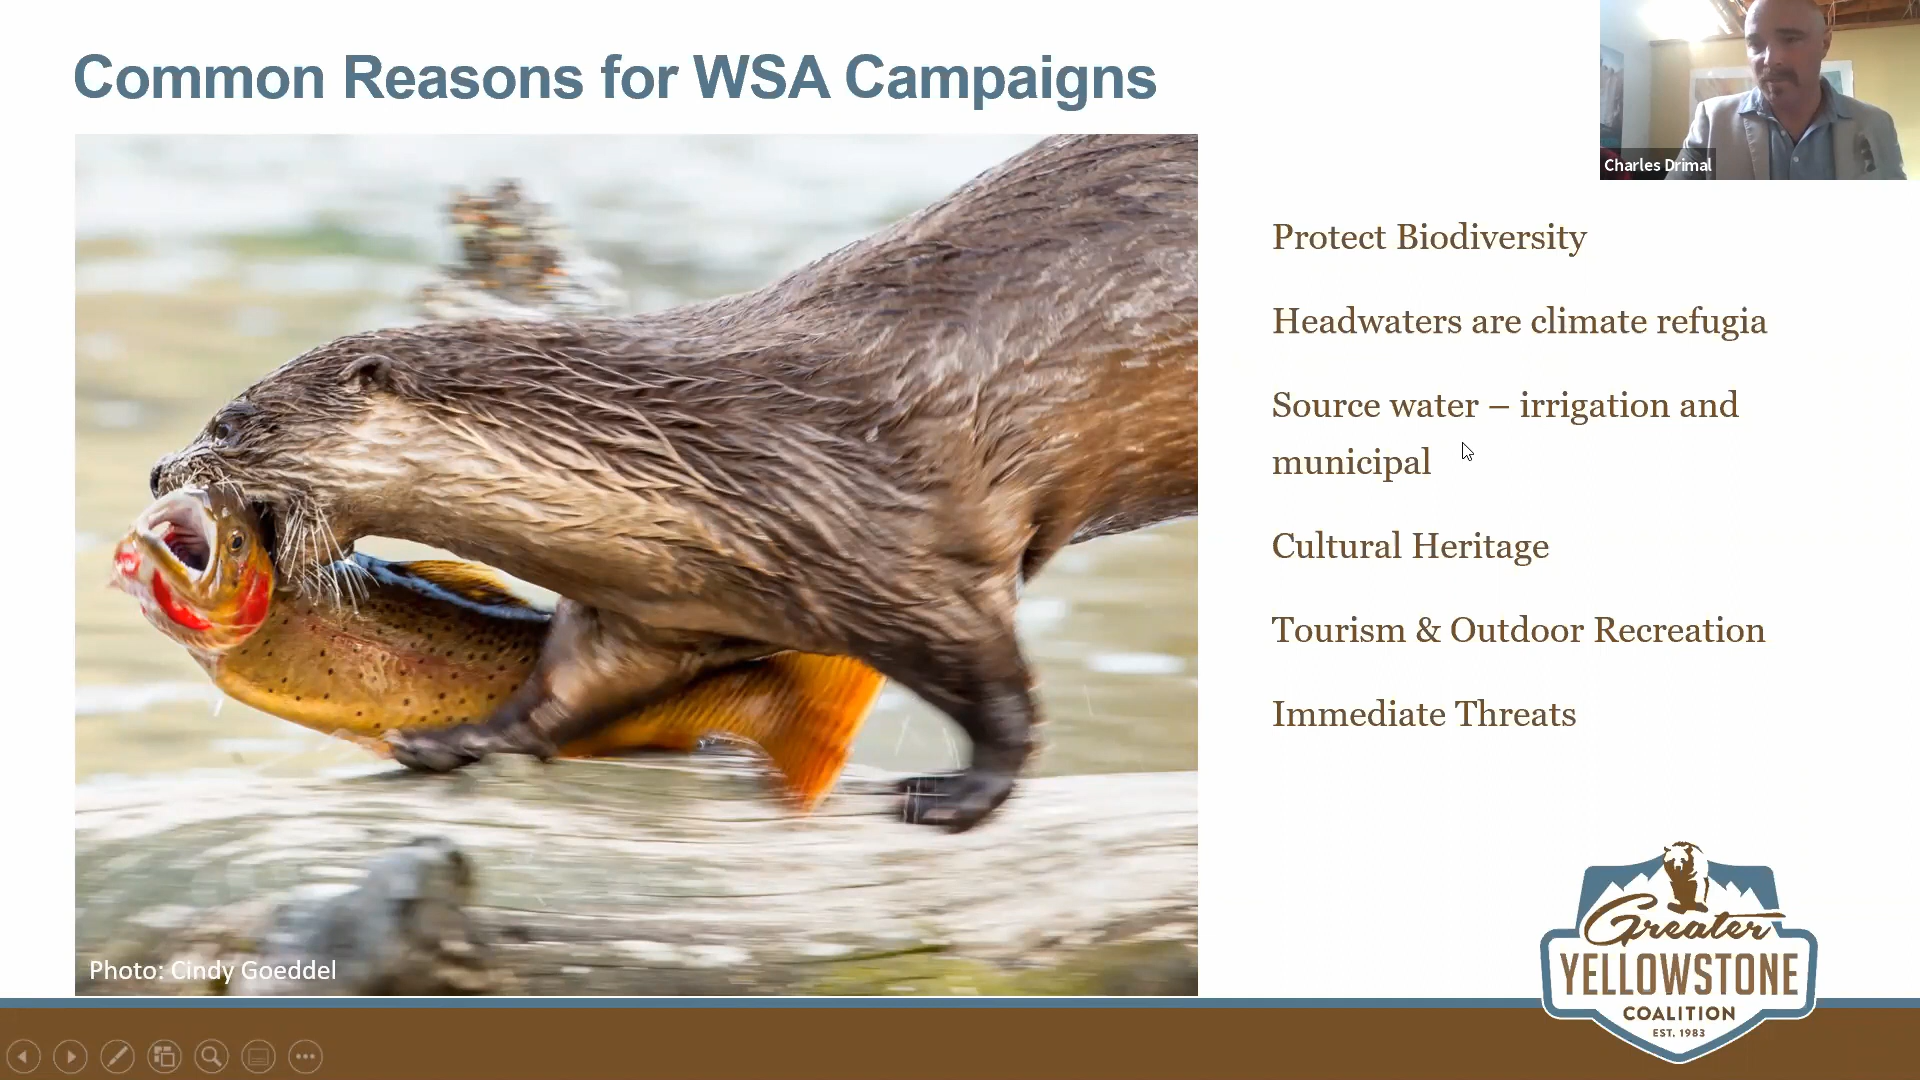 Common Reasons for WSA Campaigns
Charles Drimal
Protect Biodiversity
Headwaters are climate refugia
Source water – irrigation and
municipal
Cultural Heritage
Tourism & Outdoor Recreation
Immediate Threats
Photo: Cindy Goeddel
Greater
YELLOWSTONE
COALITION
EST. 1983